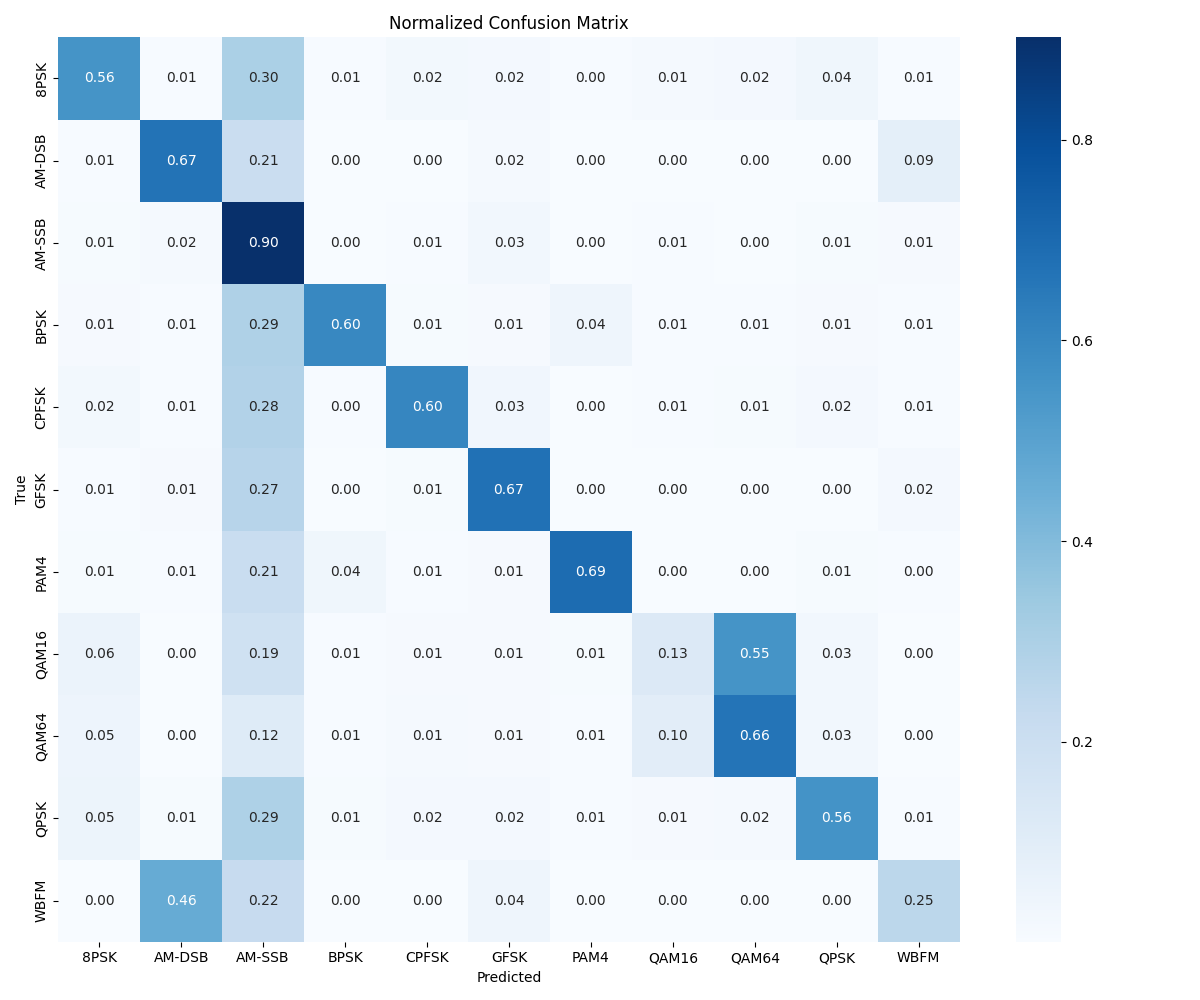 Normalized Confusion Matrix
True
8PSK 0.56 0.01 0.30 0.01 0.02 0.02 0.00 0.01 0.02 0.04 0.01
AM-DSB 0.01 0.67 0.21 0.00 0.00 0.02 0.00 0.00 0.00 0.00 0.09
AM-SSB 0.01 0.02 0.90 0.00 0.01 0.03 0.00 0.01 0.00 0.01 0.01
BPSK 0.01 0.01 0.29 0.60 0.01 0.01 0.04 0.01 0.01 0.01 0.01
CPFSK 0.02 0.01 0.28 0.00 0.60 0.03 0.00 0.01 0.01 0.02 0.01
GFSK 0.01 0.01 0.27 0.00 0.01 0.67 0.00 0.00 0.00 0.00 0.02
PAM4 0.01 0.01 0.21 0.04 0.01 0.01 0.69 0.00 0.00 0.01 0.00
QAM16 0.06 0.00 0.19 0.01 0.01 0.01 0.01 0.13 0.55 0.03 0.00
QAM64 0.05 0.00 0.12 0.01 0.01 0.01 0.01 0.10 0.66 0.03 0.00
QPSK 0.05 0.01 0.29 0.01 0.02 0.02 0.01 0.01 0.02 0.56 0.01
WBFM 0.00 0.46 0.22 0.00 0.00 0.04 0.00 0.00 0.00 0.00 0.25
8PSK AM-DSB AM-SSB BPSK CPFSK GFSK PAM4 QAM16 QAM64 QPSK WBFM
Predicted
0.8
0.6
0.4
0.2